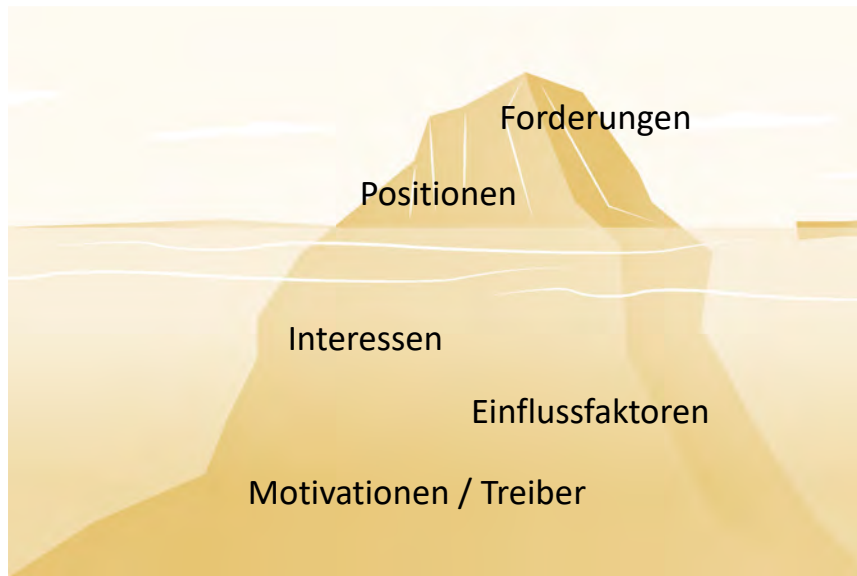 Forderungen
Positionen
Interessen
Einflussfaktoren
Motivationen / Treiber